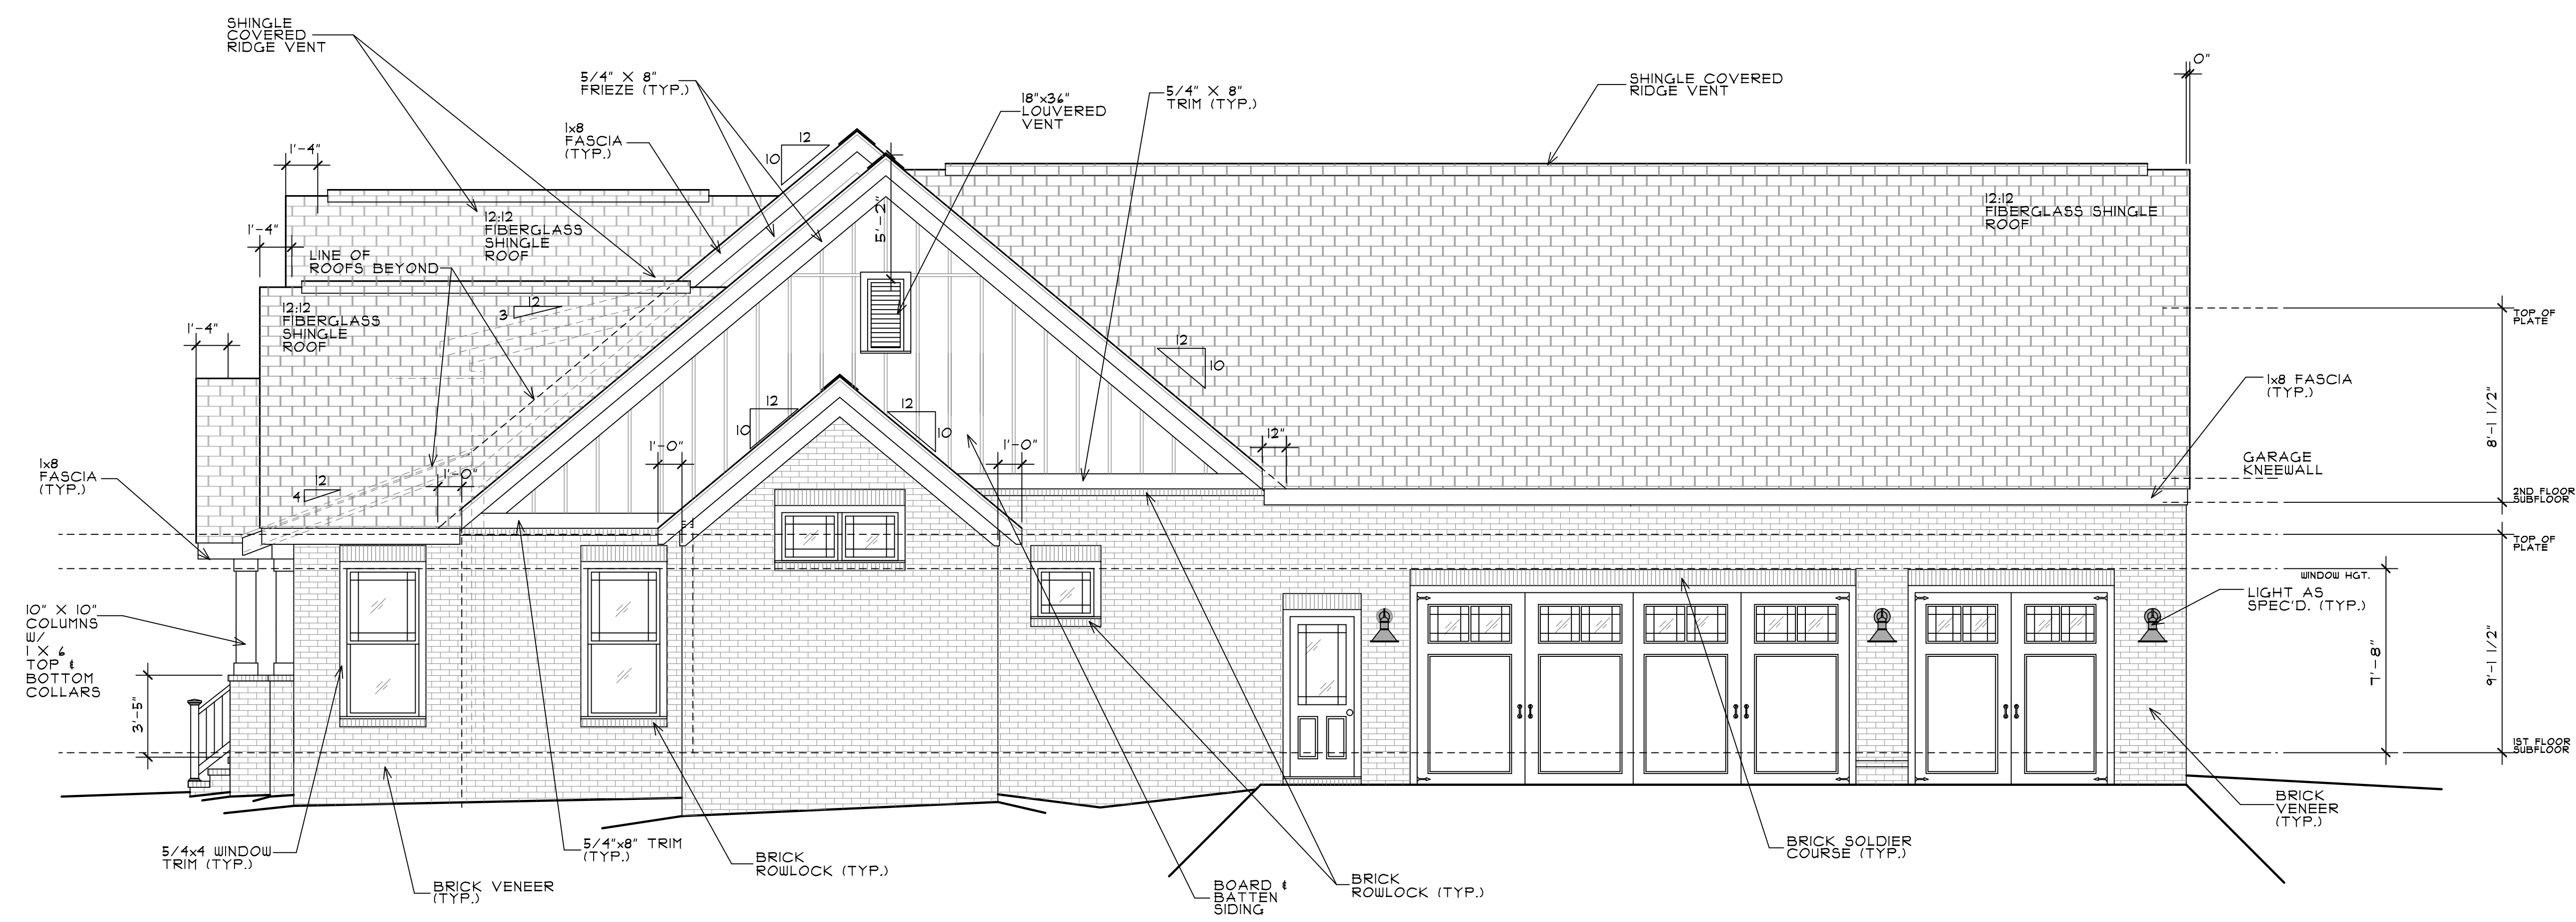 SHINGLE
COVERED
RIDGE VENT
5/4" X 8"
FRIEZE (TYP.)
1x8
FASCIA
(TYP.)
18"x36"
LOUVERED
VENT
5/4" X 8"
TRIM (TYP.)
SHINGLE COVERED
RIDGE VENT
0"
1'-4"
12
10
5'-2"
12:12
FIBERGLASS
SHINGLE
ROOF
12:12
FIBERGLASS SHINGLE
ROOF
1'-4"
LINE OF
ROOFS BEYOND
12
3
12:12
FIBERGLASS
SHINGLE
ROOF
1'-4"
12
10
TOP OF
PLATE
1x8 FASCIA
(TYP.)
8'-1 1/2"
12
10
12
10
1'-0"
1'-0"
12"
1x8
FASCIA
(TYP.)
12
4
1'-0"
GARAGE
KNEEWALL
2ND FLOOR
SUBFLOOR
TOP OF
PLATE
WINDOW HGT.
LIGHT AS
SPEC'D. (TYP.)
10" X 10"
COLUMNS
W/
1 X 6
TOP &
BOTTOM
COLLARS
3'-5"
7'-8"
9'-1 1/2"
1ST FLOOR
SUBFLOOR
BRICK
VENEER
(TYP.)
5/4x4 WINDOW
TRIM (TYP.)
5/4"x8" TRIM
(TYP.)
BRICK
ROWLOCK (TYP.)
BRICK SOLDIER
COURSE (TYP.)
BRICK VENEER
(TYP.)
BOARD &
BATTEN
SIDING
BRICK
ROWLOCK (TYP.)